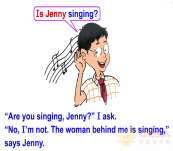 Is Jenny singing?
“Are you singing, Jenny?” I ask.
“No, I'm not. The woman behind me is singing,”
says Jenny.